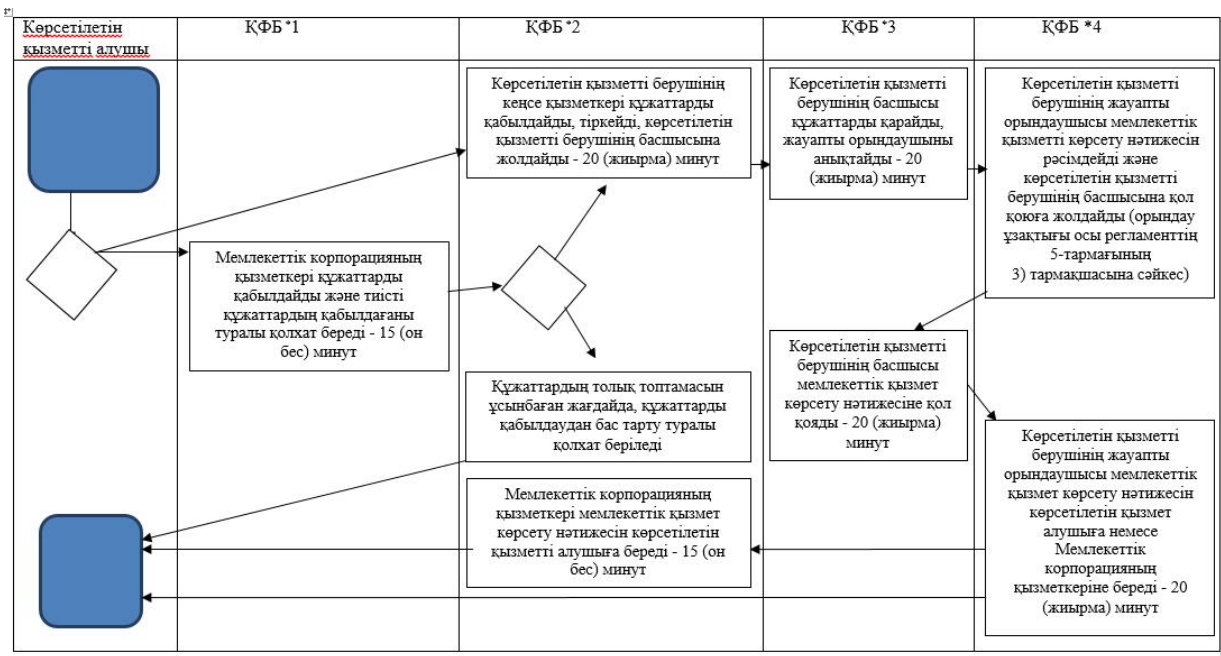 Көрсетілетін
қызметті алушы
ҚФБ *1
ҚФБ *2
ҚФБ *3
ҚФБ *4
Көрсетілетін қызметті берушінің
кеңсе қызметкері құжаттарды
қабылдайды, тіркейді, көрсетілетін
қызметті берушінің басшысына
жолдайды - 20 (жиырма) минут
Көрсетілетін қызметті
берушінің басшысы
құжаттарды қарайды,
жауапты орындаушыны
анықтайды - 20
(жиырма) минут
Көрсетілетін қызметті
берушінің жауапты
орындаушысы мемлекеттік
қызметті көрсету нәтижесін
рәсімдейді және
көрсетілетін қызметті
берушінің басшысына қол
қоюға жолдайды (орындау
ұзақтығы осы регламенттің
5-тармағының
3) тармақшасына сәйкес)
Мемлекеттік корпорацияның
қызметкері құжаттарды
қабылдайды және тиісті
құжаттардың қабылдағаны
туралы қолхат береді - 15 (он
бес) минут
Көрсетілетін қызметті
берушінің басшысы
мемлекеттік қызмет
көрсету нәтижесіне қол
қояды - 20 (жиырма)
минут
Құжаттардың толық топтамасын
ұсынбаған жағдайда, құжаттарды
қабылдаудан бас тарту туралы
қолхат беріледі
Көрсетілетін қызметті
берушінің жауапты
орындаушысы мемлекеттік
қызмет көрсету нәтижесін
көрсетілетін қызмет
алушыға немесе
Мемлекеттік
корпорацияның
қызметкеріне береді - 20
(жиырма) минут
Мемлекеттік корпорацияның
қызметкері мемлекеттік қызмет
көрсету нәтижесін көрсетілетін
қызметті алушыға береді - 15 (он
бес) минут